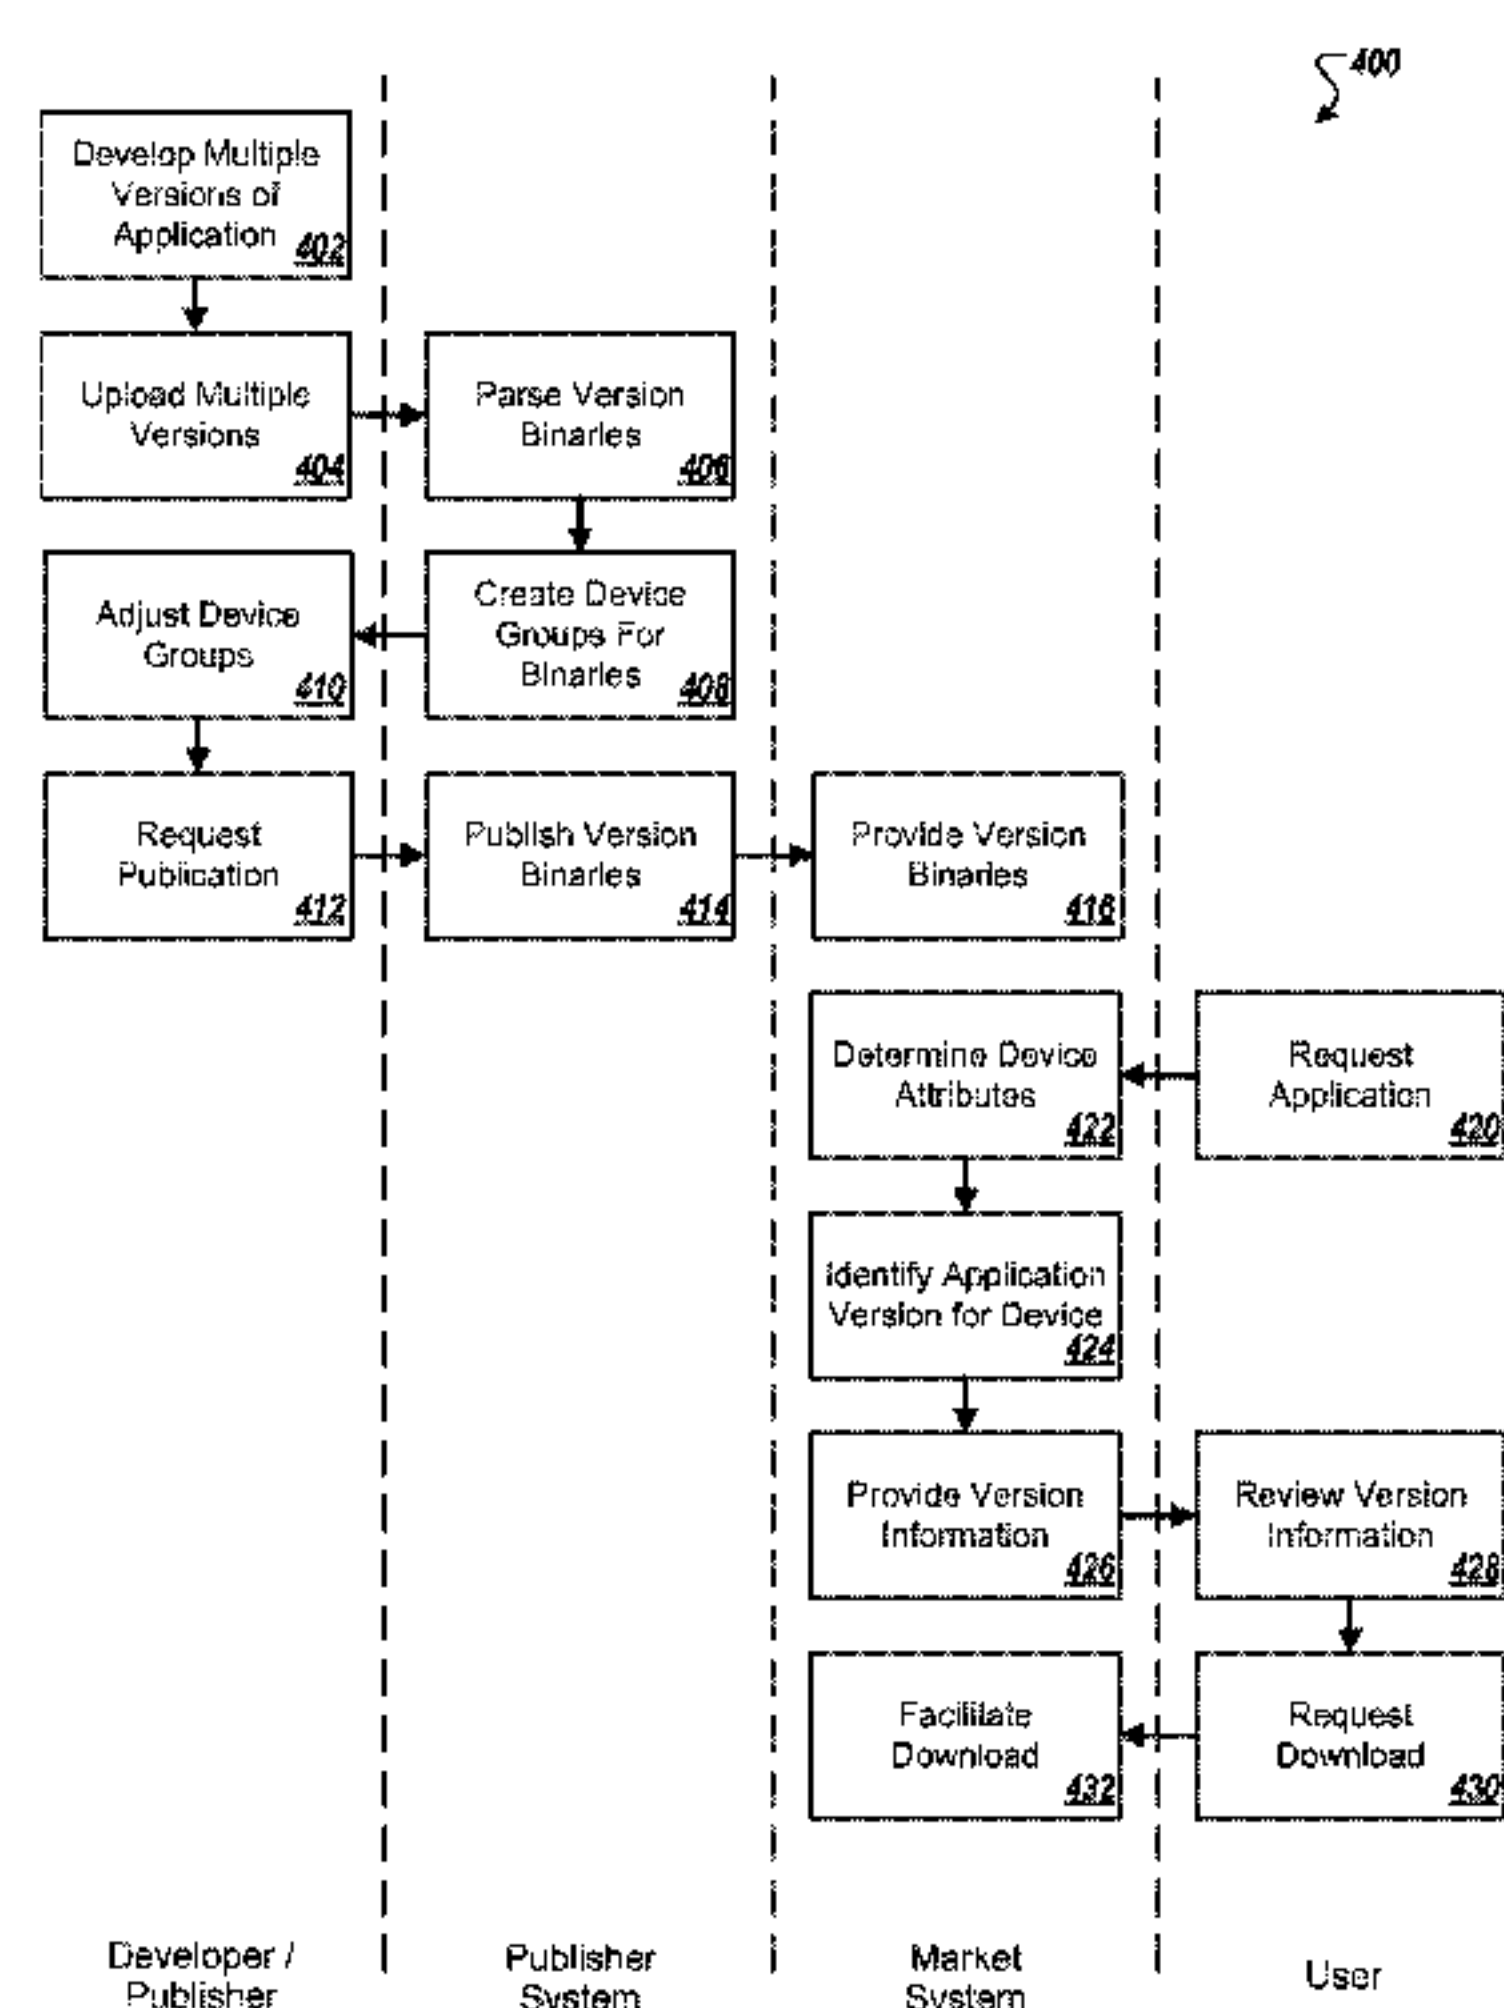 400
Develop Multiple
Versions of
Application
402
Upload Multiple
Versions
404
Parse Version
Binaries
406
Adjust Device
Groups
410
Create Device
Groups For
Binaries
408
Request
Publication
412
Publish Version
Binaries
414
Provide Version
Binaries
416
Determine Device
Attributes
422
Request
Application
420
Identify Application
Version for Device
424
Provide Version
Information
426
Review Version
Information
428
Facilitate
Download
432
Request
Download
430
Developer /
Publisher
Publisher
System
Market
System
User